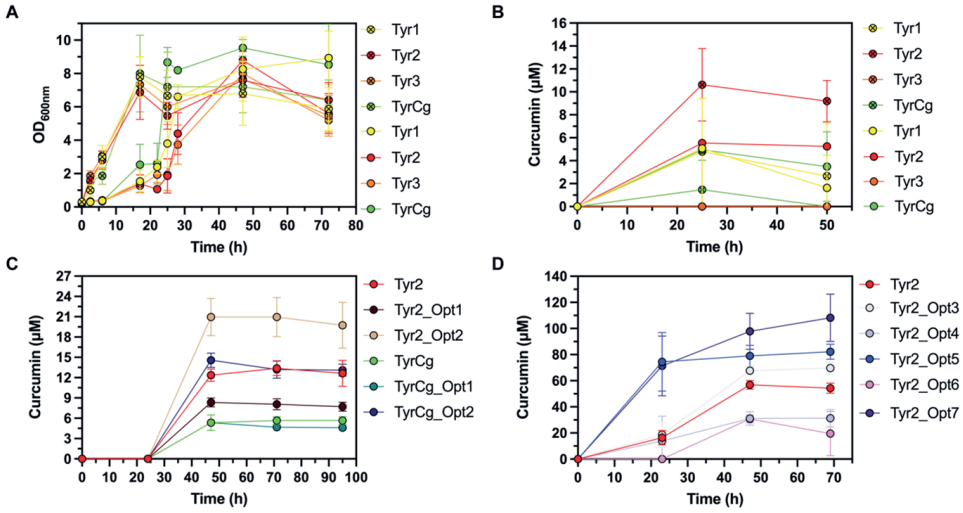 A
OD600nm
10
8
6
4
2
0
0 10 20 30 40 50 60 70 80
Time (h)
Tyr1
Tyr2
Tyr3
TyrCg
Tyr1
Tyr2
Tyr3
TyrCg
B
Curcumin (µM)
16
14
12
10
8
6
4
2
0
0 10 20 30 40 50
Time (h)
Tyr1
Tyr2
Tyr3
TyrCg
Tyr1
Tyr2
Tyr3
TyrCg
C
Curcumin (µM)
27
24
21
18
15
12
9
6
3
0
0 10 20 30 40 50 60 70 80 90 100
Time (h)
Tyr2
Tyr2_Opt1
Tyr2_Opt2
TyrCg
TyrCg_Opt1
TyrCg_Opt2
D
Curcumin (µM)
140
120
100
80
60
40
20
0
0 10 20 30 40 50 60 70
Time (h)
Tyr2
Tyr2_Opt3
Tyr2_Opt4
Tyr2_Opt5
Tyr2_Opt6
Tyr2_Opt7